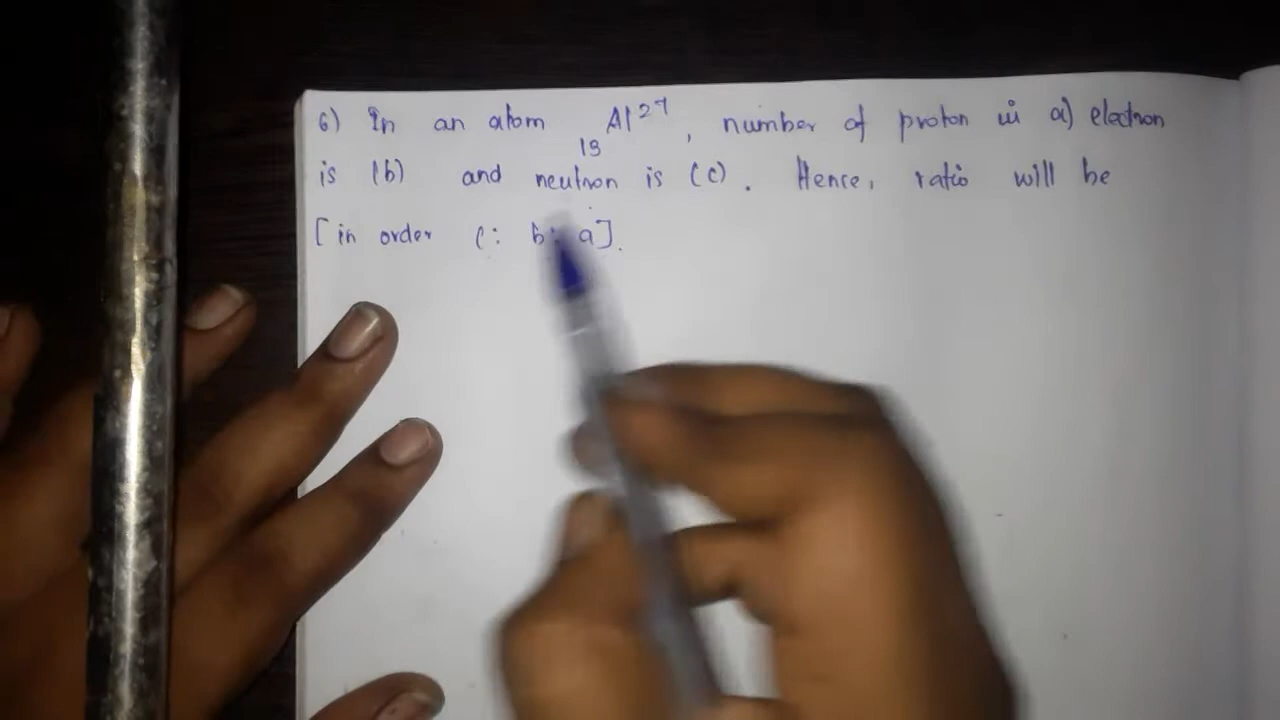 6) In an atom 13Al27, number of proton is a) electron
is (b) and neutron is (c). Hence, ratio will be
[in order c: b: a].